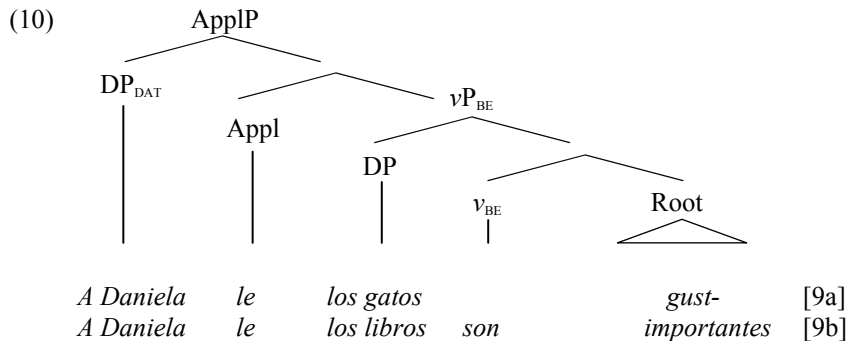 (10) ApplP
DP_DAT
vP_BE
Appl
DP
v_BE Root
A Daniela le los gatos gust- [9a]
A Daniela le los libros son importantes [9b]